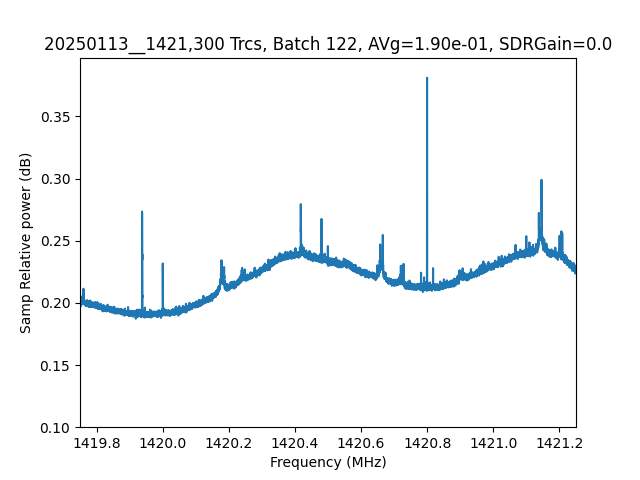 20250113__1421,300 Trcs, Batch 122, AVg=1.90e-01, SDRGain=0.0
Samp Relative power (dB)
0.35
0.30
0.25
0.20
0.15
0.10
1419.8 1420.0 1420.2 1420.4 1420.6 1420.8 1421.0 1421.2
Frequency (MHz)